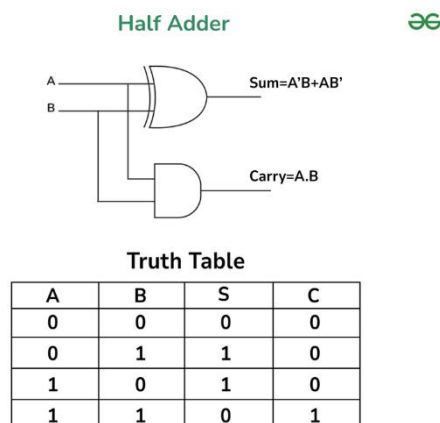 Half Adder
A
Sum=A'B+AB'
B
Carry=A.B
Truth Table
A B S C
0 0 0 0
0 1 1 0
1 0 1 0
1 1 0 1